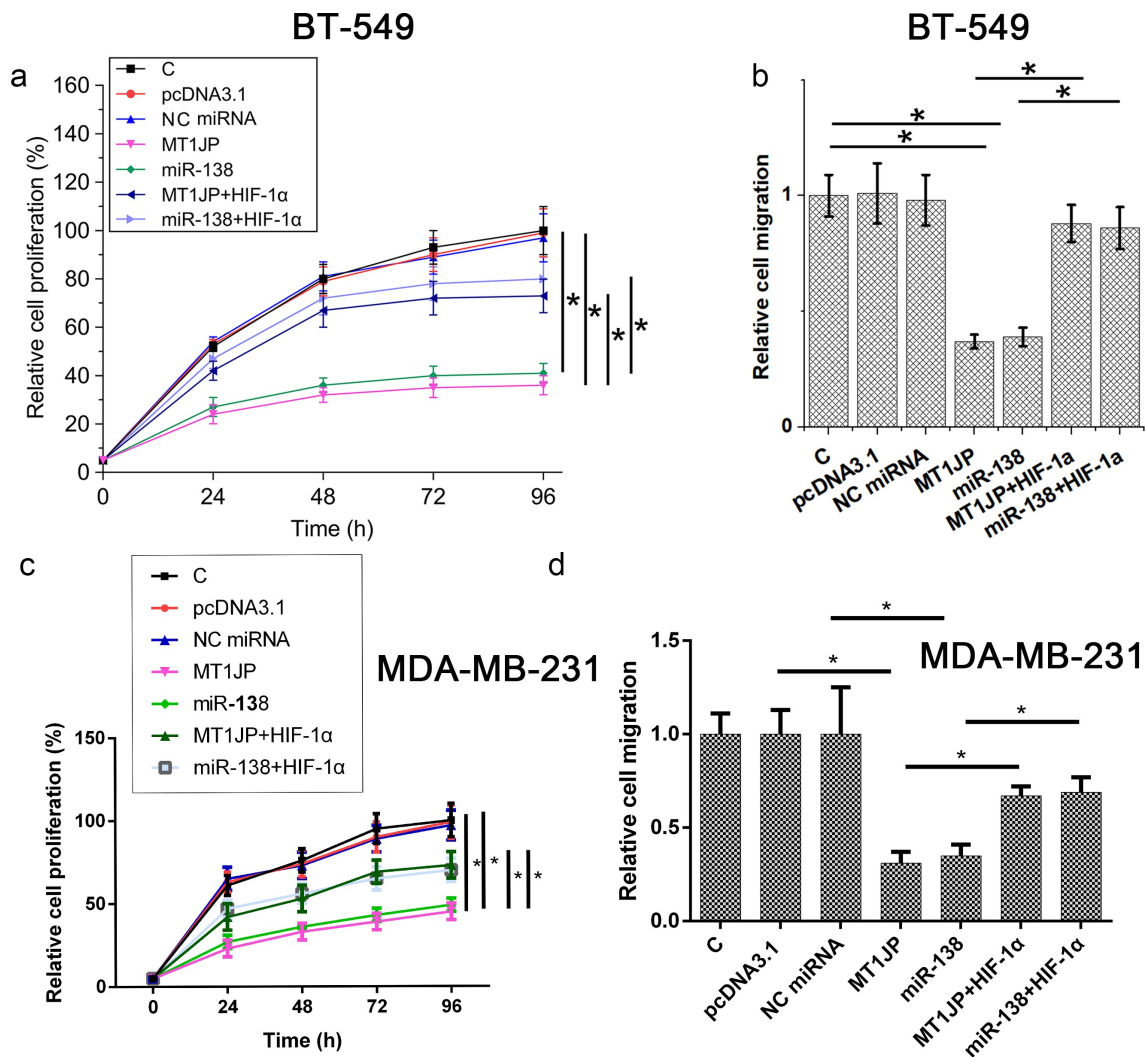 BT-549
BT-549
a
C
pcDNA3.1
NC miRNA
MT1JP
miR-138
MT1JP+HIF-1α
miR-138+HIF-1α
160
140
120
100
80
60
40
20
0
Relative cell proliferation (%)
0 24 48 72 96
Time (h)
* * * *
b
* * * *
1
0
Relative cell migration
C
pcDNA3.1
NC miRNA
MT1JP
miR-138
MT1JP+HIF-1a
miR-138+HIF-1a
c
C
pcDNA3.1
NC miRNA
MT1JP
miR-138
MT1JP+HIF-1α
miR-138+HIF-1α
MDA-MB-231
150
100
50
0
Relative cell proliferation (%)
0 24 48 72 96
Time (h)
* * * *
d
MDA-MB-231
* * * *
1.5
1.0
0.5
0.0
Relative cell migration
C
pcDNA3.1
NC miRNA
MT1JP
miR-138
MT1JP+HIF-1α
miR-138+HIF-1α